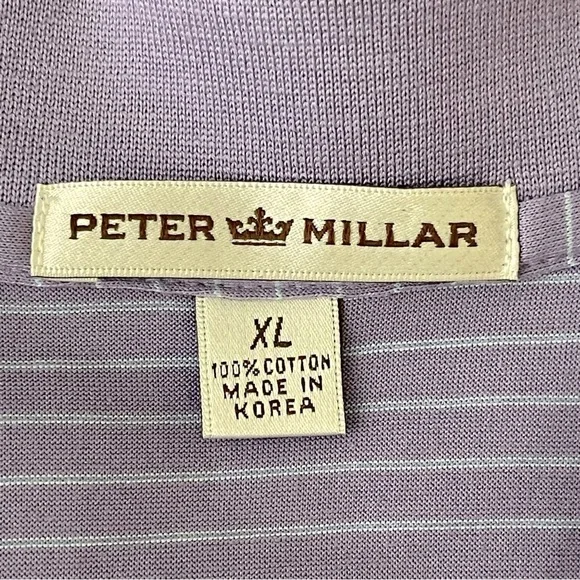 PETER MILLAR
XL
100% COTTON
MADE IN
KOREA